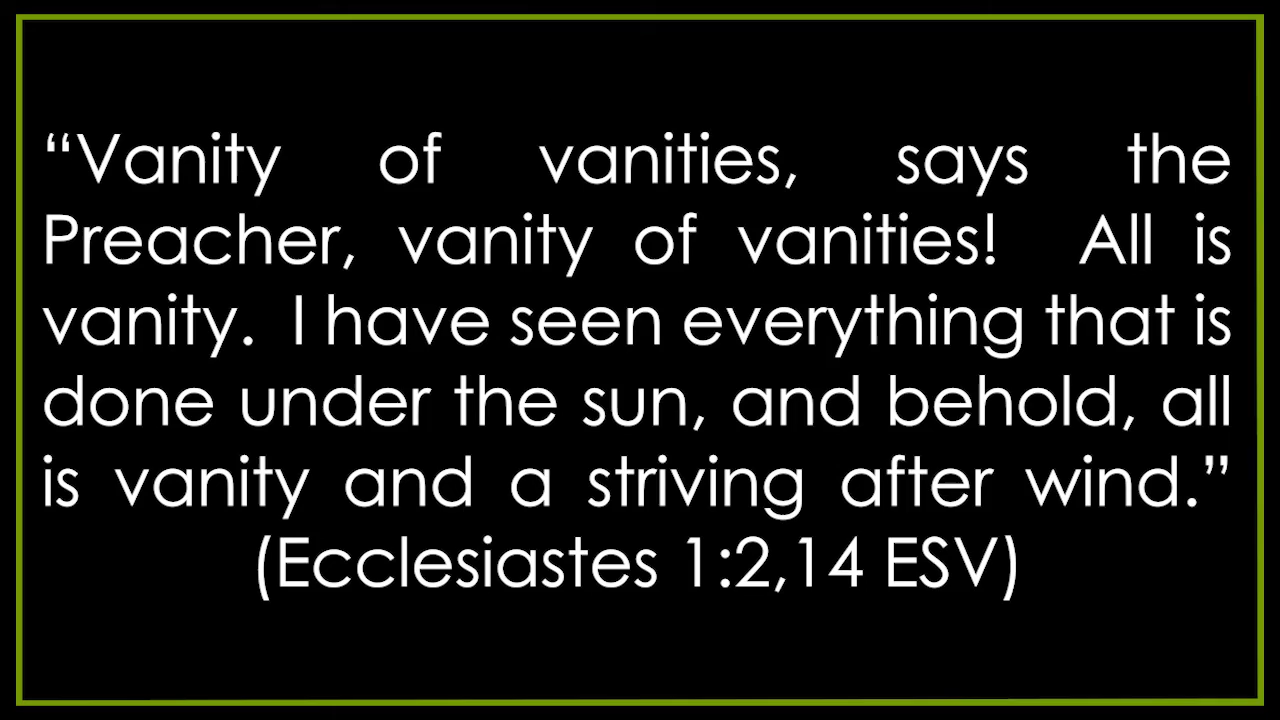 “Vanity of vanities, says the
Preacher, vanity of vanities!  All is
vanity.  I have seen everything that is
done under the sun, and behold, all
is vanity and a striving after wind.”
(Ecclesiastes 1:2,14 ESV)